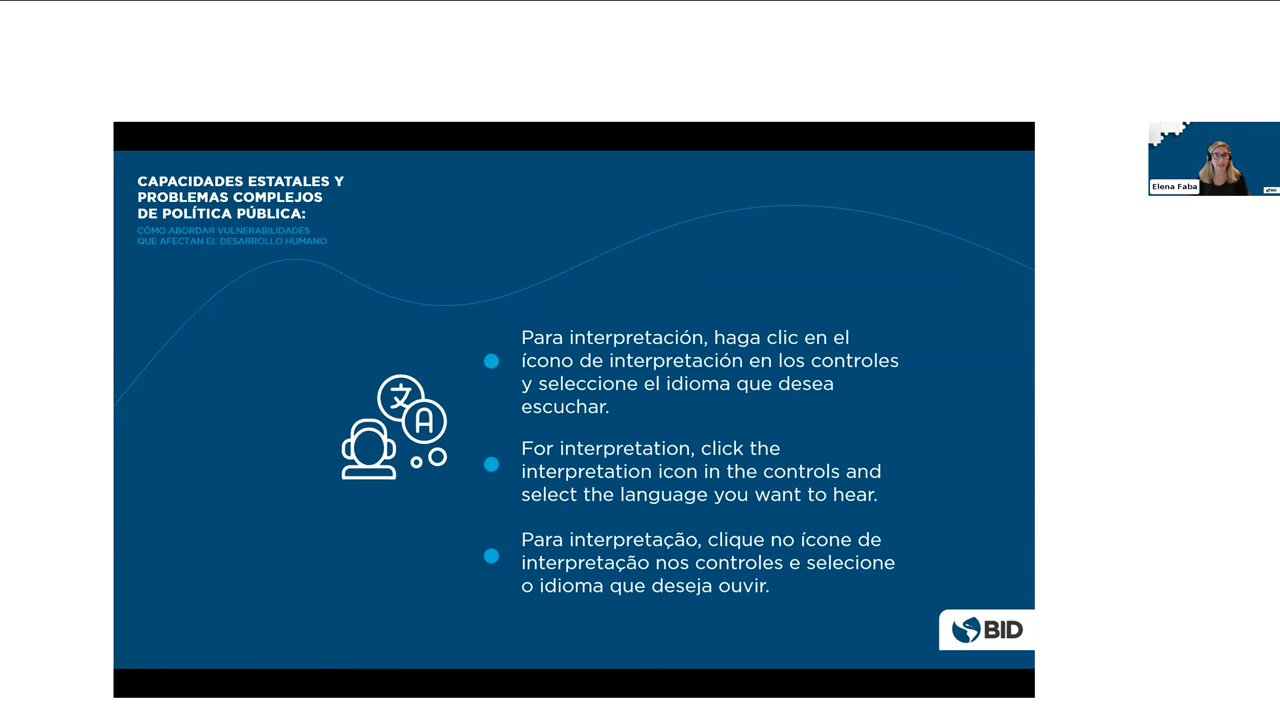 CAPACIDADES ESTATALES Y
PROBLEMAS COMPLEJOS
DE POLÍTICA PÚBLICA:
CÓMO ABORDAR VULNERABILIDADES
QUE AFECTAN EL DESARROLLO HUMANO
Para interpretación, haga clic en el
ícono de interpretación en los controles
y seleccione el idioma que desea
escuchar.
文
A
For interpretation, click the
interpretation icon in the controls and
select the language you want to hear.
Para interpretação, clique no ícone de
interpretação nos controles e selecione
o idioma que deseja ouvir.
BID
Elena Faba
BID